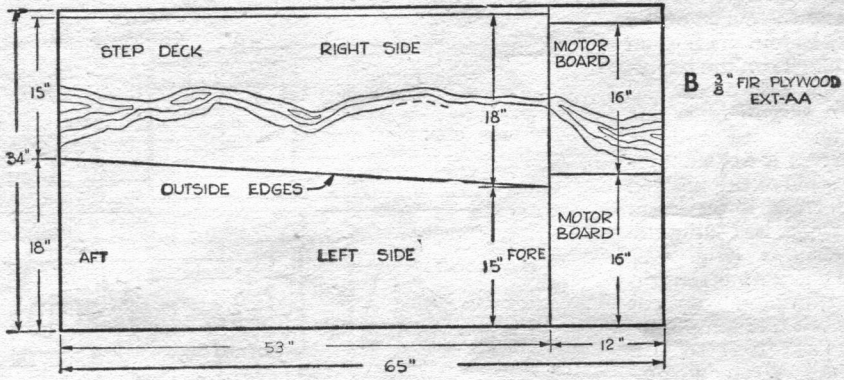 STEP DECK
RIGHT SIDE
MOTOR
BOARD
15"
18"
16"
B 3/8" FIR PLYWOOD
EXT-AA
34"
OUTSIDE EDGES
18"
AFT
LEFT SIDE
15"
FORE
MOTOR
BOARD
16"
53"
12"
65"